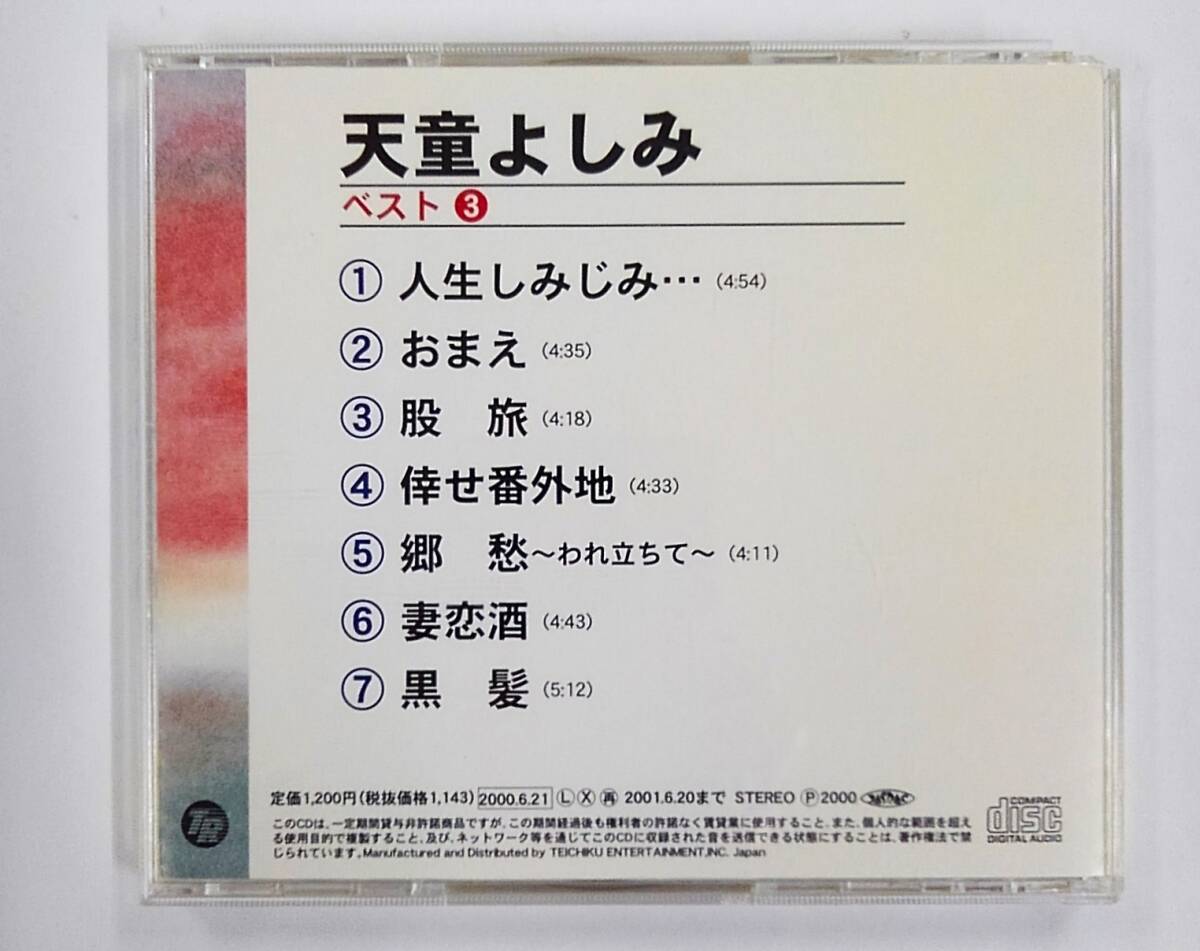 天童よしみ
ベスト ❸
① 人生しみじみ… (4:54)
② おまえ (4:35)
③ 股　旅 (4:18)
④ 倖せ番外地 (4:33)
⑤ 郷　愁〜われ立ちて〜 (4:11)
⑥ 妻恋酒 (4:43)
⑦ 黒　髪 (5:12)
定価1,200円(税抜価格1,143) 2000.6.21 Ⓛ Ⓧ ㊥再 2001.6.20まで STEREO Ⓟ2000
このCDは、一定期間貸与非許諾商品ですが、この期間経過後も権利者の許諾なく賃貸業に使用すること、また、個人的な範囲を超え
る使用目的で複製すること、及び、ネットワーク等を通じてこのCDに収録された音を送信できる状態にすることは、著作権法で禁
じられています。Manufactured and Distributed by TEICHIKU ENTERTAINMENT,INC. Japan
COMPACT
disc
DIGITAL AUDIO